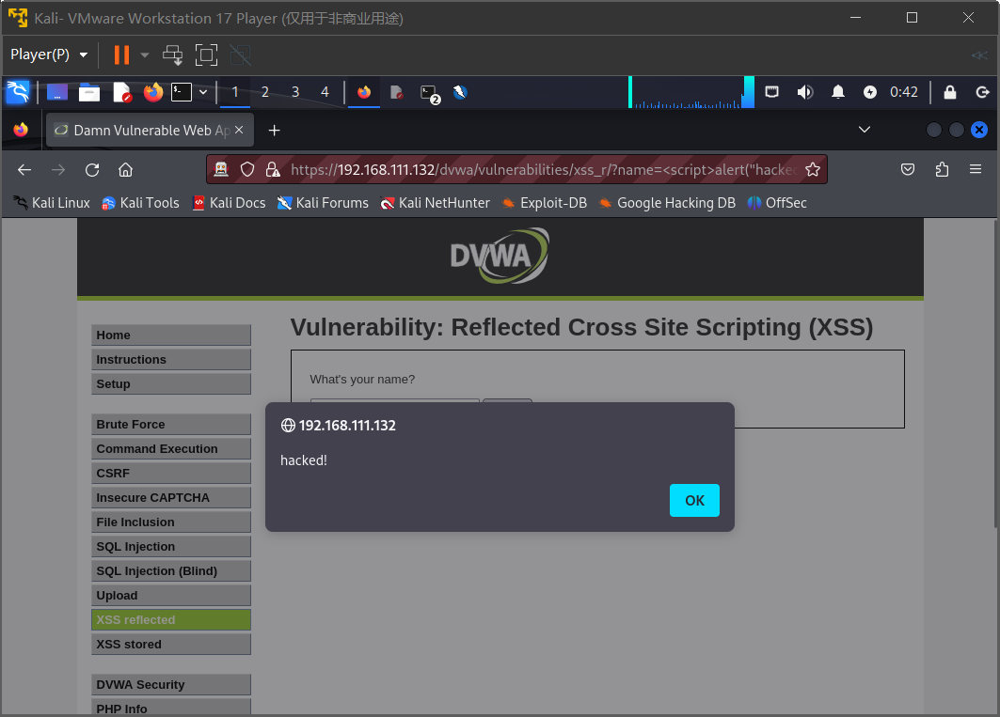 Kali- VMware Workstation 17 Player (仅用于非商业用途)
Player(P)
1 2 3 4 2 0:42
Damn Vulnerable Web Ap
https://192.168.111.132/dvwa/vulnerabilities/xss_r/?name=<script>alert("hacked
Kali Linux Kali Tools Kali Docs Kali Forums Kali NetHunter Exploit-DB Google Hacking DB OffSec
DVWA
Vulnerability: Reflected Cross Site Scripting (XSS)
What's your name?
192.168.111.132
hacked!
OK
Home
Instructions
Setup
Brute Force
Command Execution
CSRF
Insecure CAPTCHA
File Inclusion
SQL Injection
SQL Injection (Blind)
Upload
XSS reflected
XSS stored
DVWA Security
PHP Info